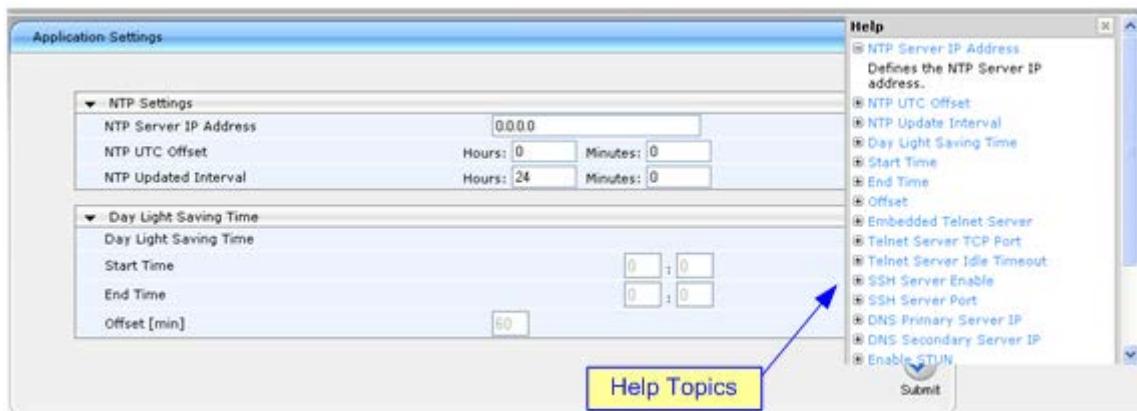 Application Settings
NTP Settings
NTP Server IP Address 0.0.0.0
NTP UTC Offset Hours: 0 Minutes: 0
NTP Updated Interval Hours: 24 Minutes: 0
Day Light Saving Time
Day Light Saving Time
Start Time 0 : 0
End Time 0 : 0
Offset [min] 60
Submit
Help
NTP Server IP Address
Defines the NTP Server IP
address.
NTP UTC Offset
NTP Update Interval
Day Light Saving Time
Start Time
End Time
Offset
Embedded Telnet Server
Telnet Server TCP Port
Telnet Server Idle Timeout
SSH Server Enable
SSH Server Port
DNS Primary Server IP
DNS Secondary Server IP
Enable STUN
Help Topics